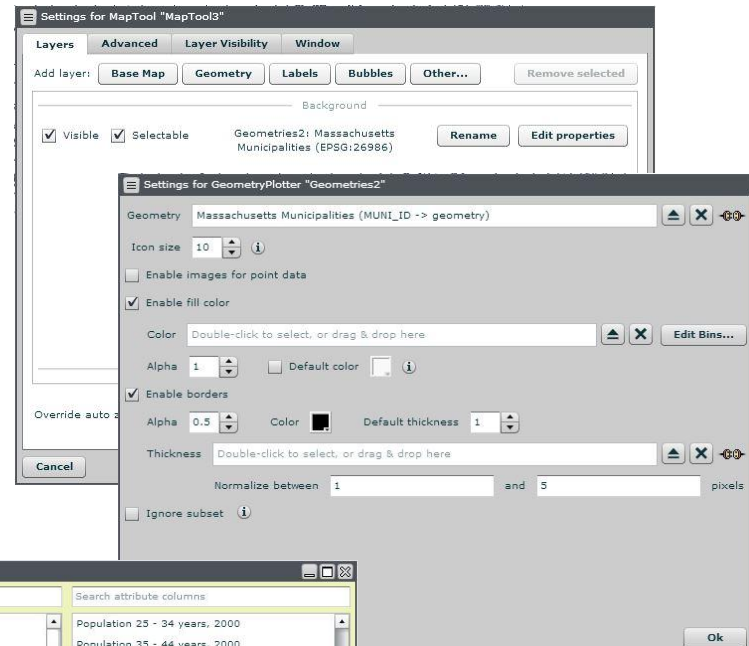 Settings for MapTool "MapTool3"
Layers Advanced Layer Visibility Window
Add layer: Base Map Geometry Labels Bubbles Other... Remove selected
Background
Visible Selectable Geometries2: Massachusetts Municipalities (EPSG:26986) Rename Edit properties
Settings for GeometryPlotter "Geometries2"
Geometry Massachusetts Municipalities (MUNI_ID -> geometry)
Icon size 10
Enable images for point data
Enable fill color
Color Double-click to select, or drag & drop here Edit Bins...
Alpha 1 Default color
Enable borders
Override auto
Alpha 0.5 Color Default thickness 1
Thickness Double-click to select, or drag & drop here
Cancel
Normalize between 1 and 5 pixels
Ignore subset
Search attribute columns
Population 25 - 34 years, 2000
Population 35 - 44 years, 2000
Ok